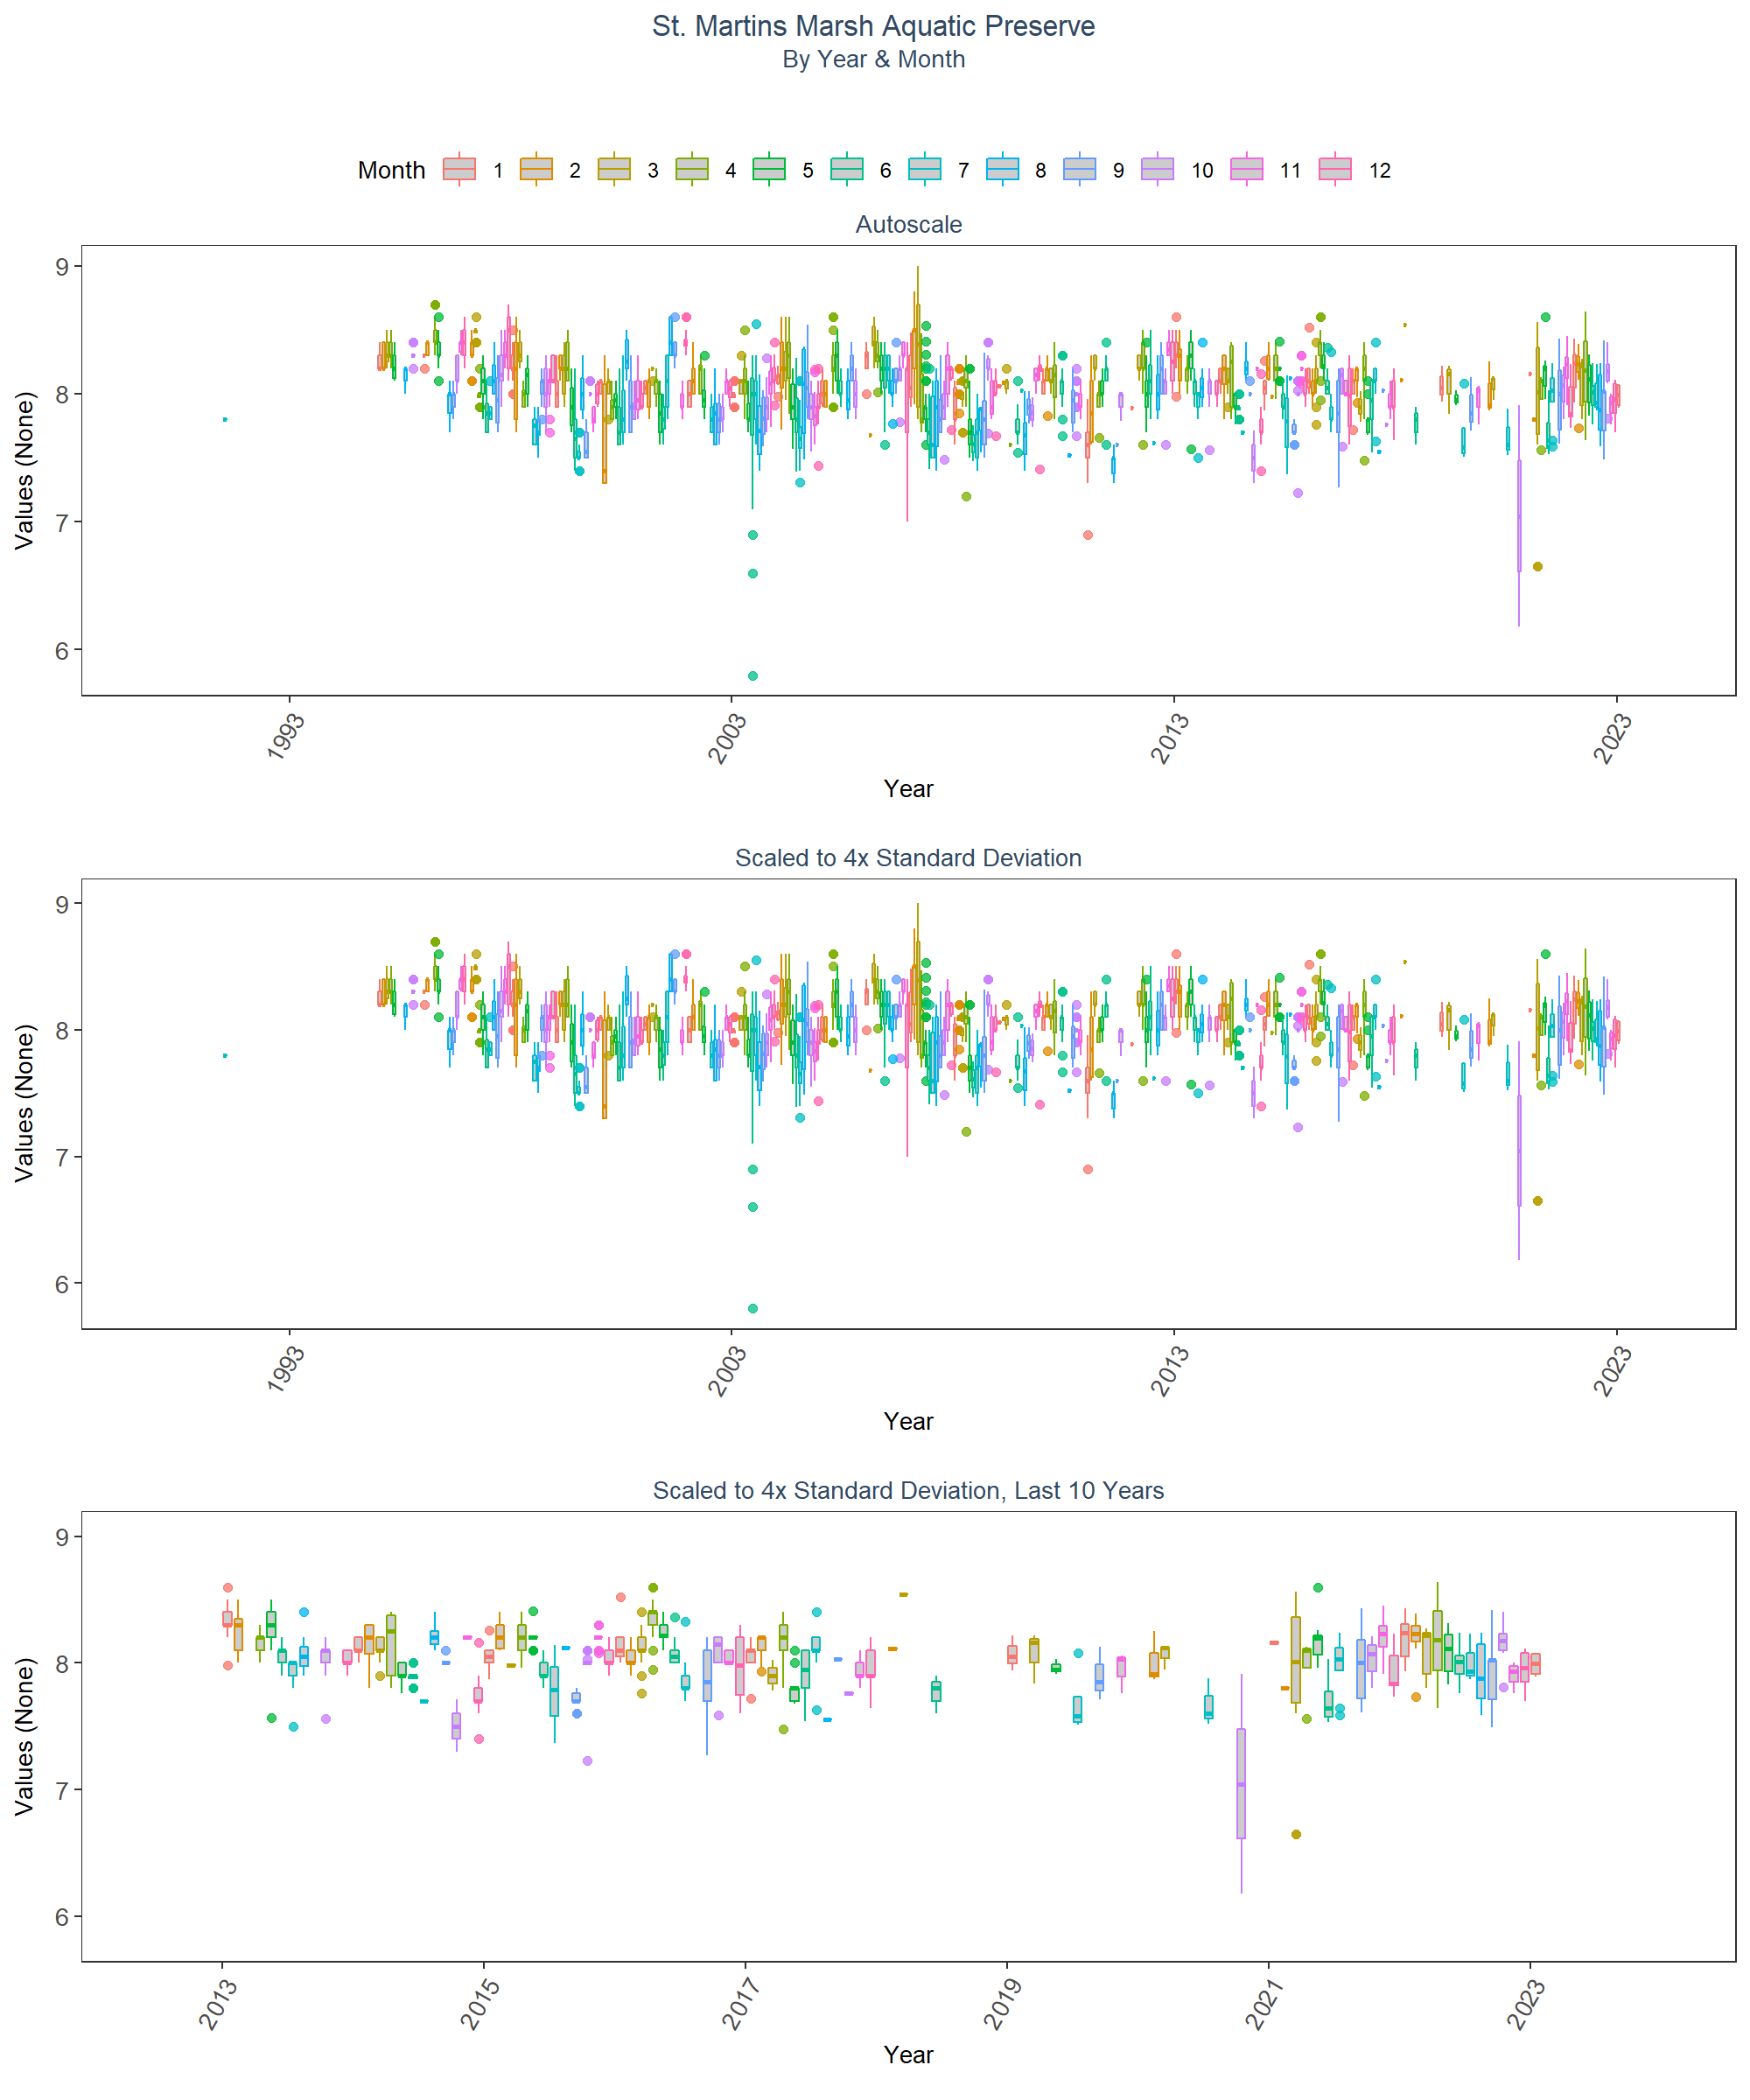 St. Martins Marsh Aquatic Preserve
By Year & Month
Month 1 2 3 4 5 6 7 8 9 10 11 12
Autoscale
Values (None)
9
8
7
6
1993 2003 2013 2023
Year
Scaled to 4x Standard Deviation
Values (None)
9
8
7
6
1993 2003 2013 2023
Year
Scaled to 4x Standard Deviation, Last 10 Years
Values (None)
9
8
7
6
2013 2015 2017 2019 2021 2023
Year